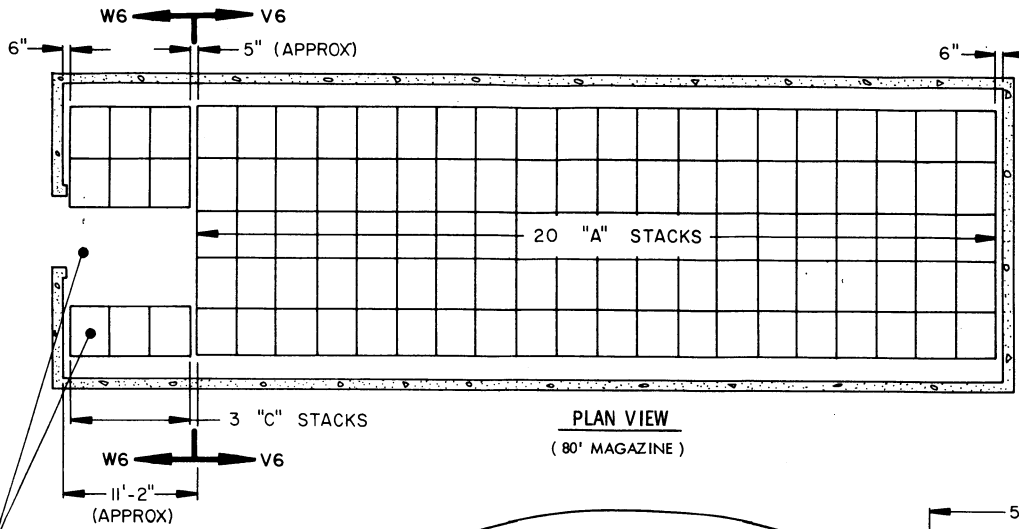 W6 V6
6" 5" (APPROX) 6"
20 "A" STACKS
3 "C" STACKS
PLAN VIEW
(80' MAGAZINE)
W6 V6
11'-2"
(APPROX)
5